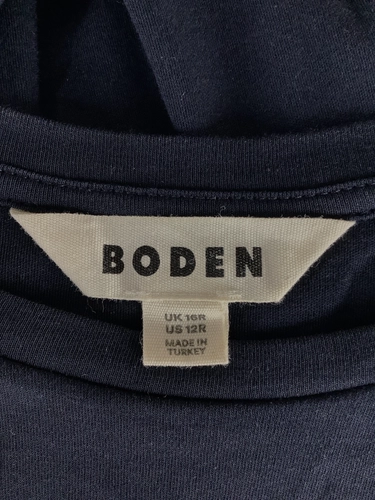 BODEN
UK 16R
US 12R
MADE IN
TURKEY